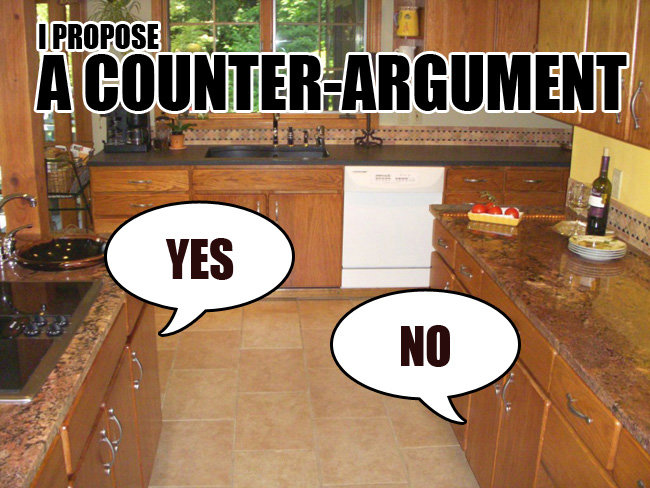 I PROPOSE
A COUNTER-ARGUMENT
YES
NO